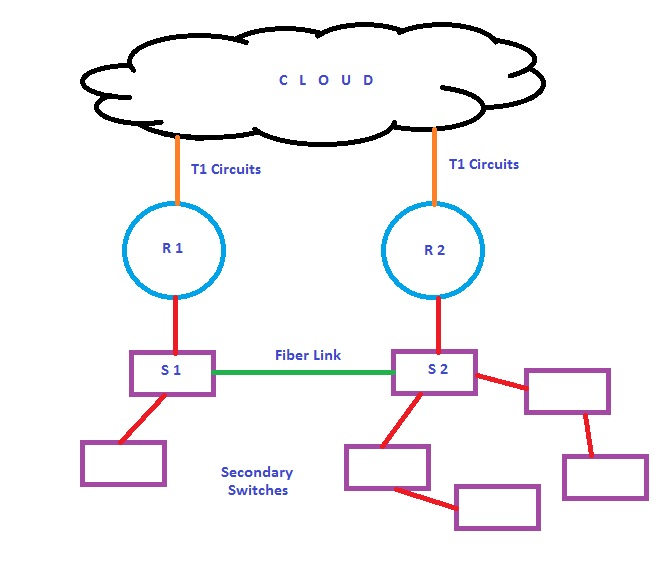 C L O U D
T1 Circuits
T1 Circuits
R 1
R 2
Fiber Link
S 1
S 2
Secondary
Switches